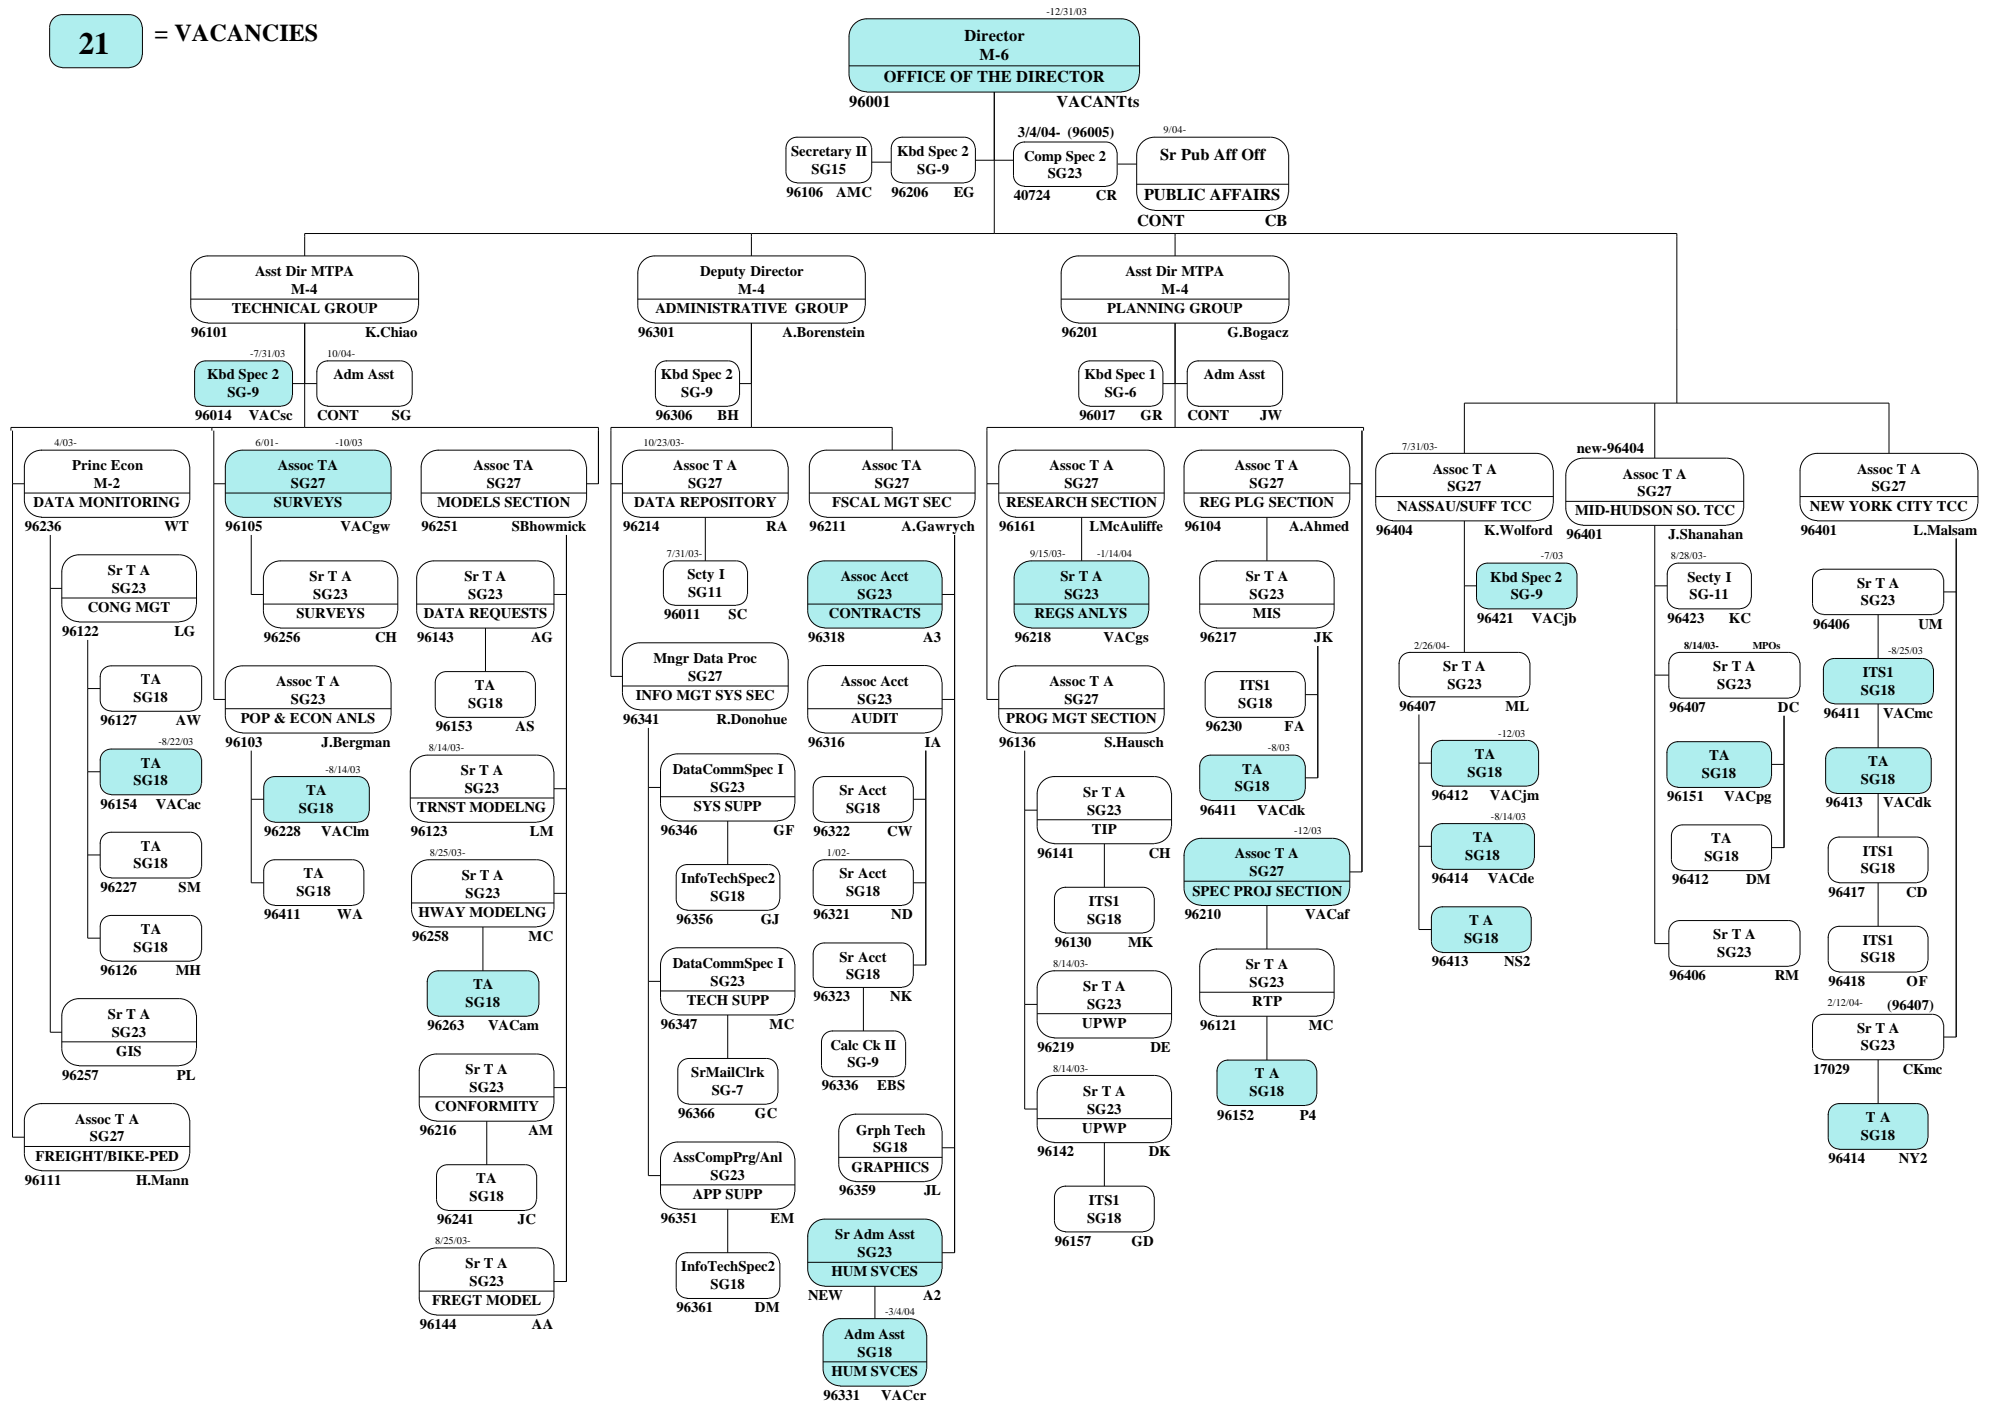 21 = VACANCIES
-12/31/03
Director
M-6
OFFICE OF THE DIRECTOR
96001 VACANTts
Secretary II
SG15
96106 AMC
Kbd Spec 2
SG-9
96206 EG
3/4/04- (96005)
Comp Spec 2
SG23
40724 CR
9/04-
Sr Pub Aff Off
PUBLIC AFFAIRS
CONT CB
Asst Dir MTPA
M-4
TECHNICAL GROUP
96101 K.Chiao
-7/31/03
Kbd Spec 2
SG-9
96014 VACsc
10/04-
Adm Asst
CONT SG
4/03-
Princ Econ
M-2
DATA MONITORING
96236 WT
Sr T A
SG23
CONG MGT
96122 LG
TA
SG18
96127 AW
-8/22/03
TA
SG18
96154 VACac
TA
SG18
96227 SM
TA
SG18
96126 MH
Sr T A
SG23
GIS
96257 PL
Assoc T A
SG27
FREIGHT/BIKE-PED
96111 H.Mann
6/01- -10/03
Assoc TA
SG27
SURVEYS
96105 VACgw
Sr T A
SG23
SURVEYS
96256 CH
Assoc T A
SG23
POP & ECON ANLS
96103 J.Bergman
-8/14/03
TA
SG18
96228 VAClm
TA
SG18
96411 WA
Assoc TA
SG27
MODELS SECTION
96251 SBhowmick
Sr T A
SG23
DATA REQUESTS
96143 AG
TA
SG18
96153 AS
8/14/03-
Sr T A
SG23
TRNST MODELNG
96123 LM
8/25/03-
Sr T A
SG23
HWAY MODELNG
96258 MC
TA
SG18
96263 VACam
Sr T A
SG23
CONFORMITY
96216 AM
TA
SG18
96241 JC
8/25/03-
Sr T A
SG23
FREGT MODEL
96144 AA
Deputy Director
M-4
ADMINISTRATIVE GROUP
96301 A.Borenstein
Kbd Spec 2
SG-9
96306 BH
10/23/03-
Assoc T A
SG27
DATA REPOSITORY
96214 RA
7/31/03-
Scty I
SG11
96011 SC
Mngr Data Proc
SG27
INFO MGT SYS SEC
96341 R.Donohue
DataCommSpec I
SG23
SYS SUPP
96346 GF
InfoTechSpec2
SG18
96356 GJ
DataCommSpec I
SG23
TECH SUPP
96347 MC
SrMailClrk
SG-7
96366 GC
AssCompPrg/Anl
SG23
APP SUPP
96351 EM
InfoTechSpec2
SG18
96361 DM
Assoc TA
SG27
FSCAL MGT SEC
96211 A.Gawrych
Assoc Acct
SG23
CONTRACTS
96318 A3
Assoc Acct
SG23
AUDIT
96316 IA
Sr Acct
SG18
96322 CW
1/02-
Sr Acct
SG18
96321 ND
Sr Acct
SG18
96323 NK
Calc Ck II
SG-9
96336 EBS
Grph Tech
SG18
GRAPHICS
96359 JL
Sr Adm Asst
SG23
HUM SVCES
NEW A2
-3/4/04
Adm Asst
SG18
HUM SVCES
96331 VACcr
Asst Dir MTPA
M-4
PLANNING GROUP
96201 G.Bogacz
Kbd Spec 1
SG-6
96017 GR
Adm Asst
CONT JW
Assoc T A
SG27
RESEARCH SECTION
96161 LMcAuliffe
9/15/03- -1/14/04
Sr T A
SG23
REGS ANLYS
96218 VACgs
Assoc T A
SG27
PROG MGT SECTION
96136 S.Hausch
Sr T A
SG23
TIP
96141 CH
ITS1
SG18
96130 MK
8/14/03-
Sr T A
SG23
UPWP
96219 DE
8/14/03-
Sr T A
SG23
UPWP
96142 DK
ITS1
SG18
96157 GD
Assoc T A
SG27
REG PLG SECTION
96104 A.Ahmed
Sr T A
SG23
MIS
96217 JK
ITS1
SG18
96230 FA
-8/03
TA
SG18
96411 VACdk
-12/03
Assoc T A
SG27
SPEC PROJ SECTION
96210 VACaf
Sr T A
SG23
RTP
96121 MC
T A
SG18
96152 P4
7/31/03-
Assoc T A
SG27
NASSAU/SUFF TCC
96404 K.Wolford
-7/03
Kbd Spec 2
SG-9
96421 VACjb
2/26/04-
Sr T A
SG23
96407 ML
-12/03
TA
SG18
96412 VACjm
-8/14/03
TA
SG18
96414 VACde
T A
SG18
96413 NS2
new-96404
Assoc T A
SG27
MID-HUDSON SO. TCC
96401 J.Shanahan
8/28/03-
Secty I
SG-11
96423 KC
8/14/03- MPOs
Sr T A
SG23
96407 DC
TA
SG18
96151 VACpg
TA
SG18
96412 DM
Sr T A
SG23
96406 RM
Assoc T A
SG27
NEW YORK CITY TCC
96401 L.Malsam
Sr T A
SG23
96406 UM
-8/25/03
ITS1
SG18
96411 VACmc
TA
SG18
96413 VACdk
ITS1
SG18
96417 CD
ITS1
SG18
96418 OF
2/12/04- (96407)
Sr T A
SG23
17029 CKmc
T A
SG18
96414 NY2